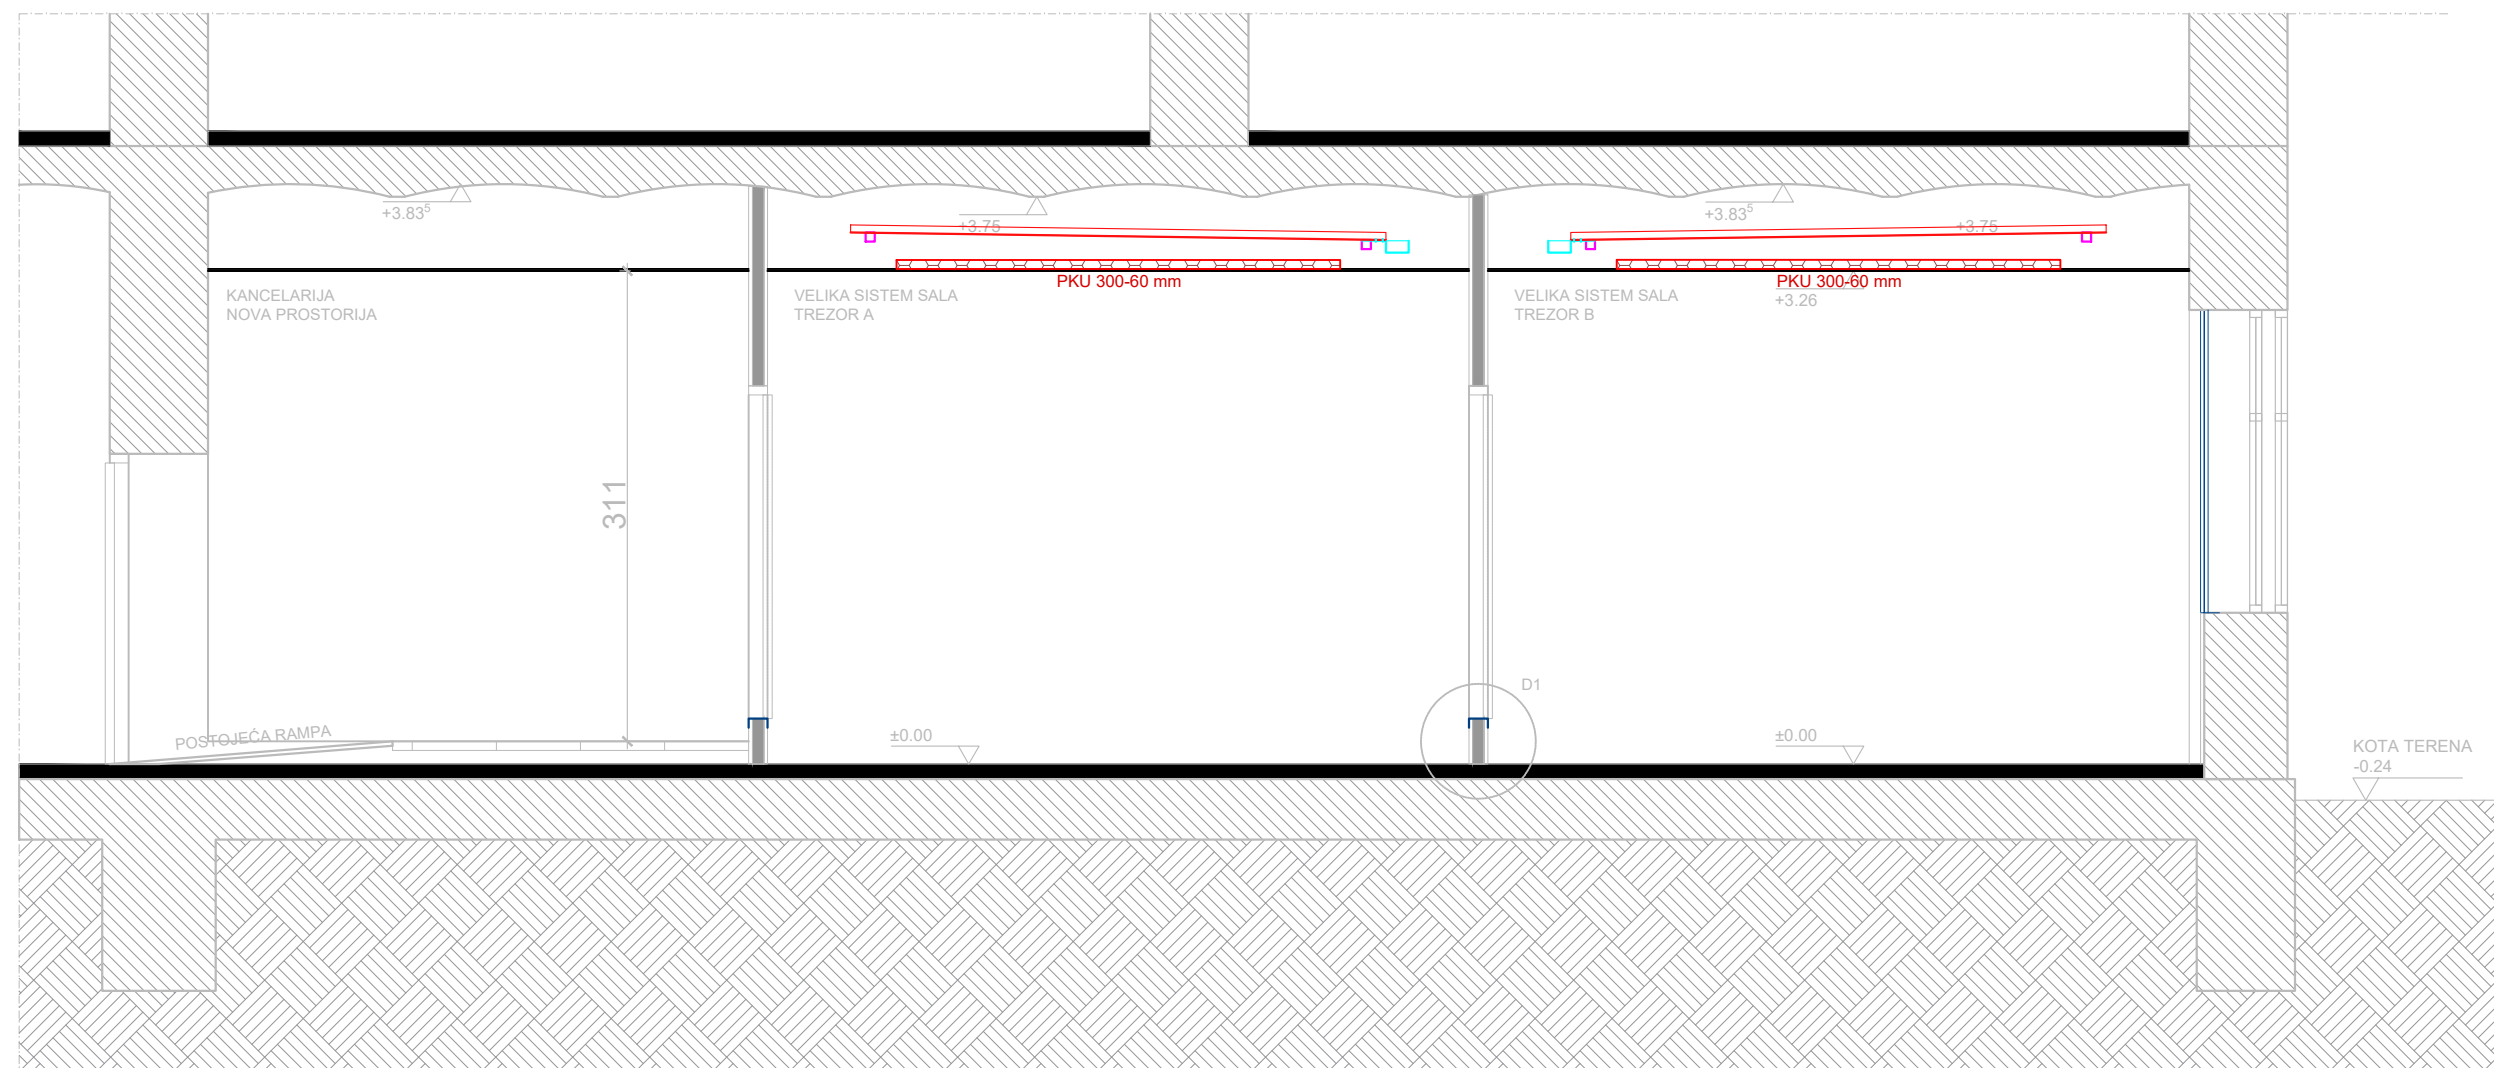 +3.83⁵
+3.75
+3.83⁵
+3.75
PKU 300-60 mm
PKU 300-60 mm
KANCELARIJA
NOVA PROSTORIJA
VELIKA SISTEM SALA
TREZOR A
VELIKA SISTEM SALA
TREZOR B
+3.26
311
D1
POSTOJEĆA RAMPA
±0.00
±0.00
KOTA TERENA
-0.24